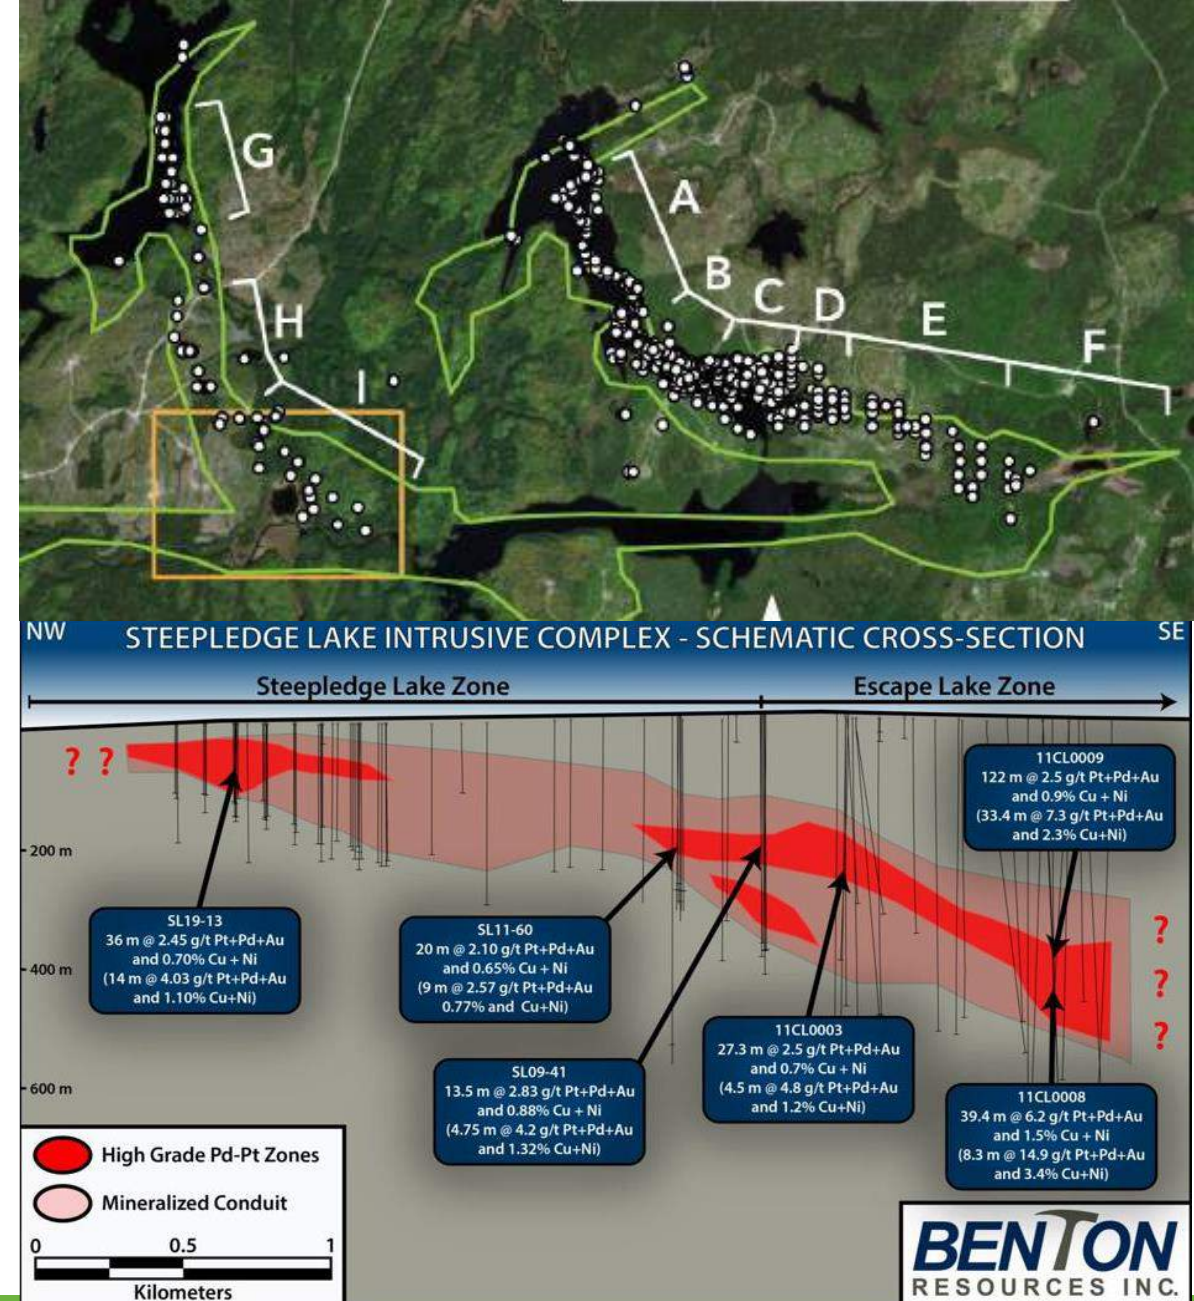 G
A
B
C
D
H
E
F
I
NW
STEEPLEDGE LAKE INTRUSIVE COMPLEX - SCHEMATIC CROSS-SECTION
SE
Steepledge Lake Zone
Escape Lake Zone
? ?
11CL0009
122 m @ 2.5 g/t Pt+Pd+Au
and 0.9% Cu + Ni
(33.4 m @ 7.3 g/t Pt+Pd+Au
and 2.3% Cu+Ni)
200 m
SL19-13
36 m @ 2.45 g/t Pt+Pd+Au
and 0.70% Cu + Ni
(14 m @ 4.03 g/t Pt+Pd+Au
and 1.10% Cu+Ni)
SL11-60
20 m @ 2.10 g/t Pt+Pd+Au
and 0.65% Cu + Ni
(9 m @ 2.57 g/t Pt+Pd+Au
0.77% and Cu+Ni)
?
?
?
400 m
11CL0003
27.3 m @ 2.5 g/t Pt+Pd+Au
and 0.7% Cu + Ni
(4.5 m @ 4.8 g/t Pt+Pd+Au
and 1.2% Cu+Ni)
SL09-41
13.5 m @ 2.83 g/t Pt+Pd+Au
and 0.88% Cu + Ni
(4.75 m @ 4.2 g/t Pt+Pd+Au
and 1.32% Cu+Ni)
600 m
11CL0008
39.4 m @ 6.2 g/t Pt+Pd+Au
and 1.5% Cu + Ni
(8.3 m @ 14.9 g/t Pt+Pd+Au
and 3.4% Cu+Ni)
High Grade Pd-Pt Zones
Mineralized Conduit
0 0.5 1
Kilometers
BENTON
RESOURCES INC.